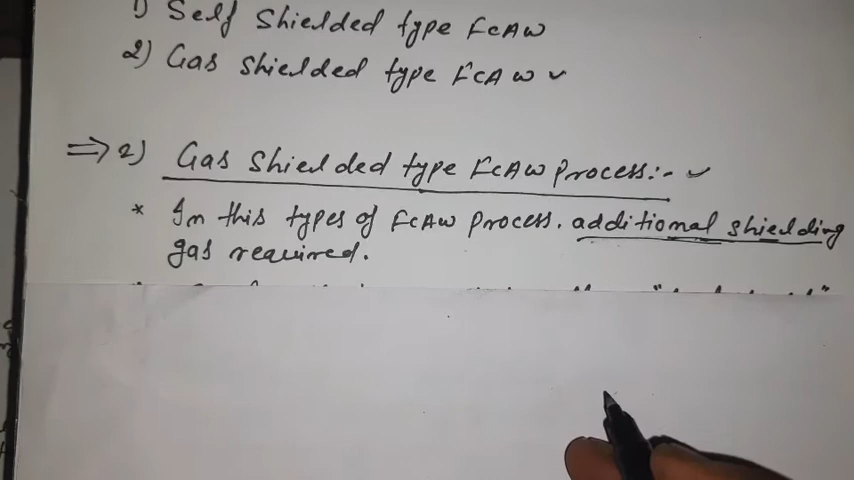 1) Self Shielded type FCAW
2) Gas Shielded type FCAW ✓
⇒ 2) Gas Shielded type FCAW Process:- ✓
* In this types of FCAW Process. additional shielding
gas required.